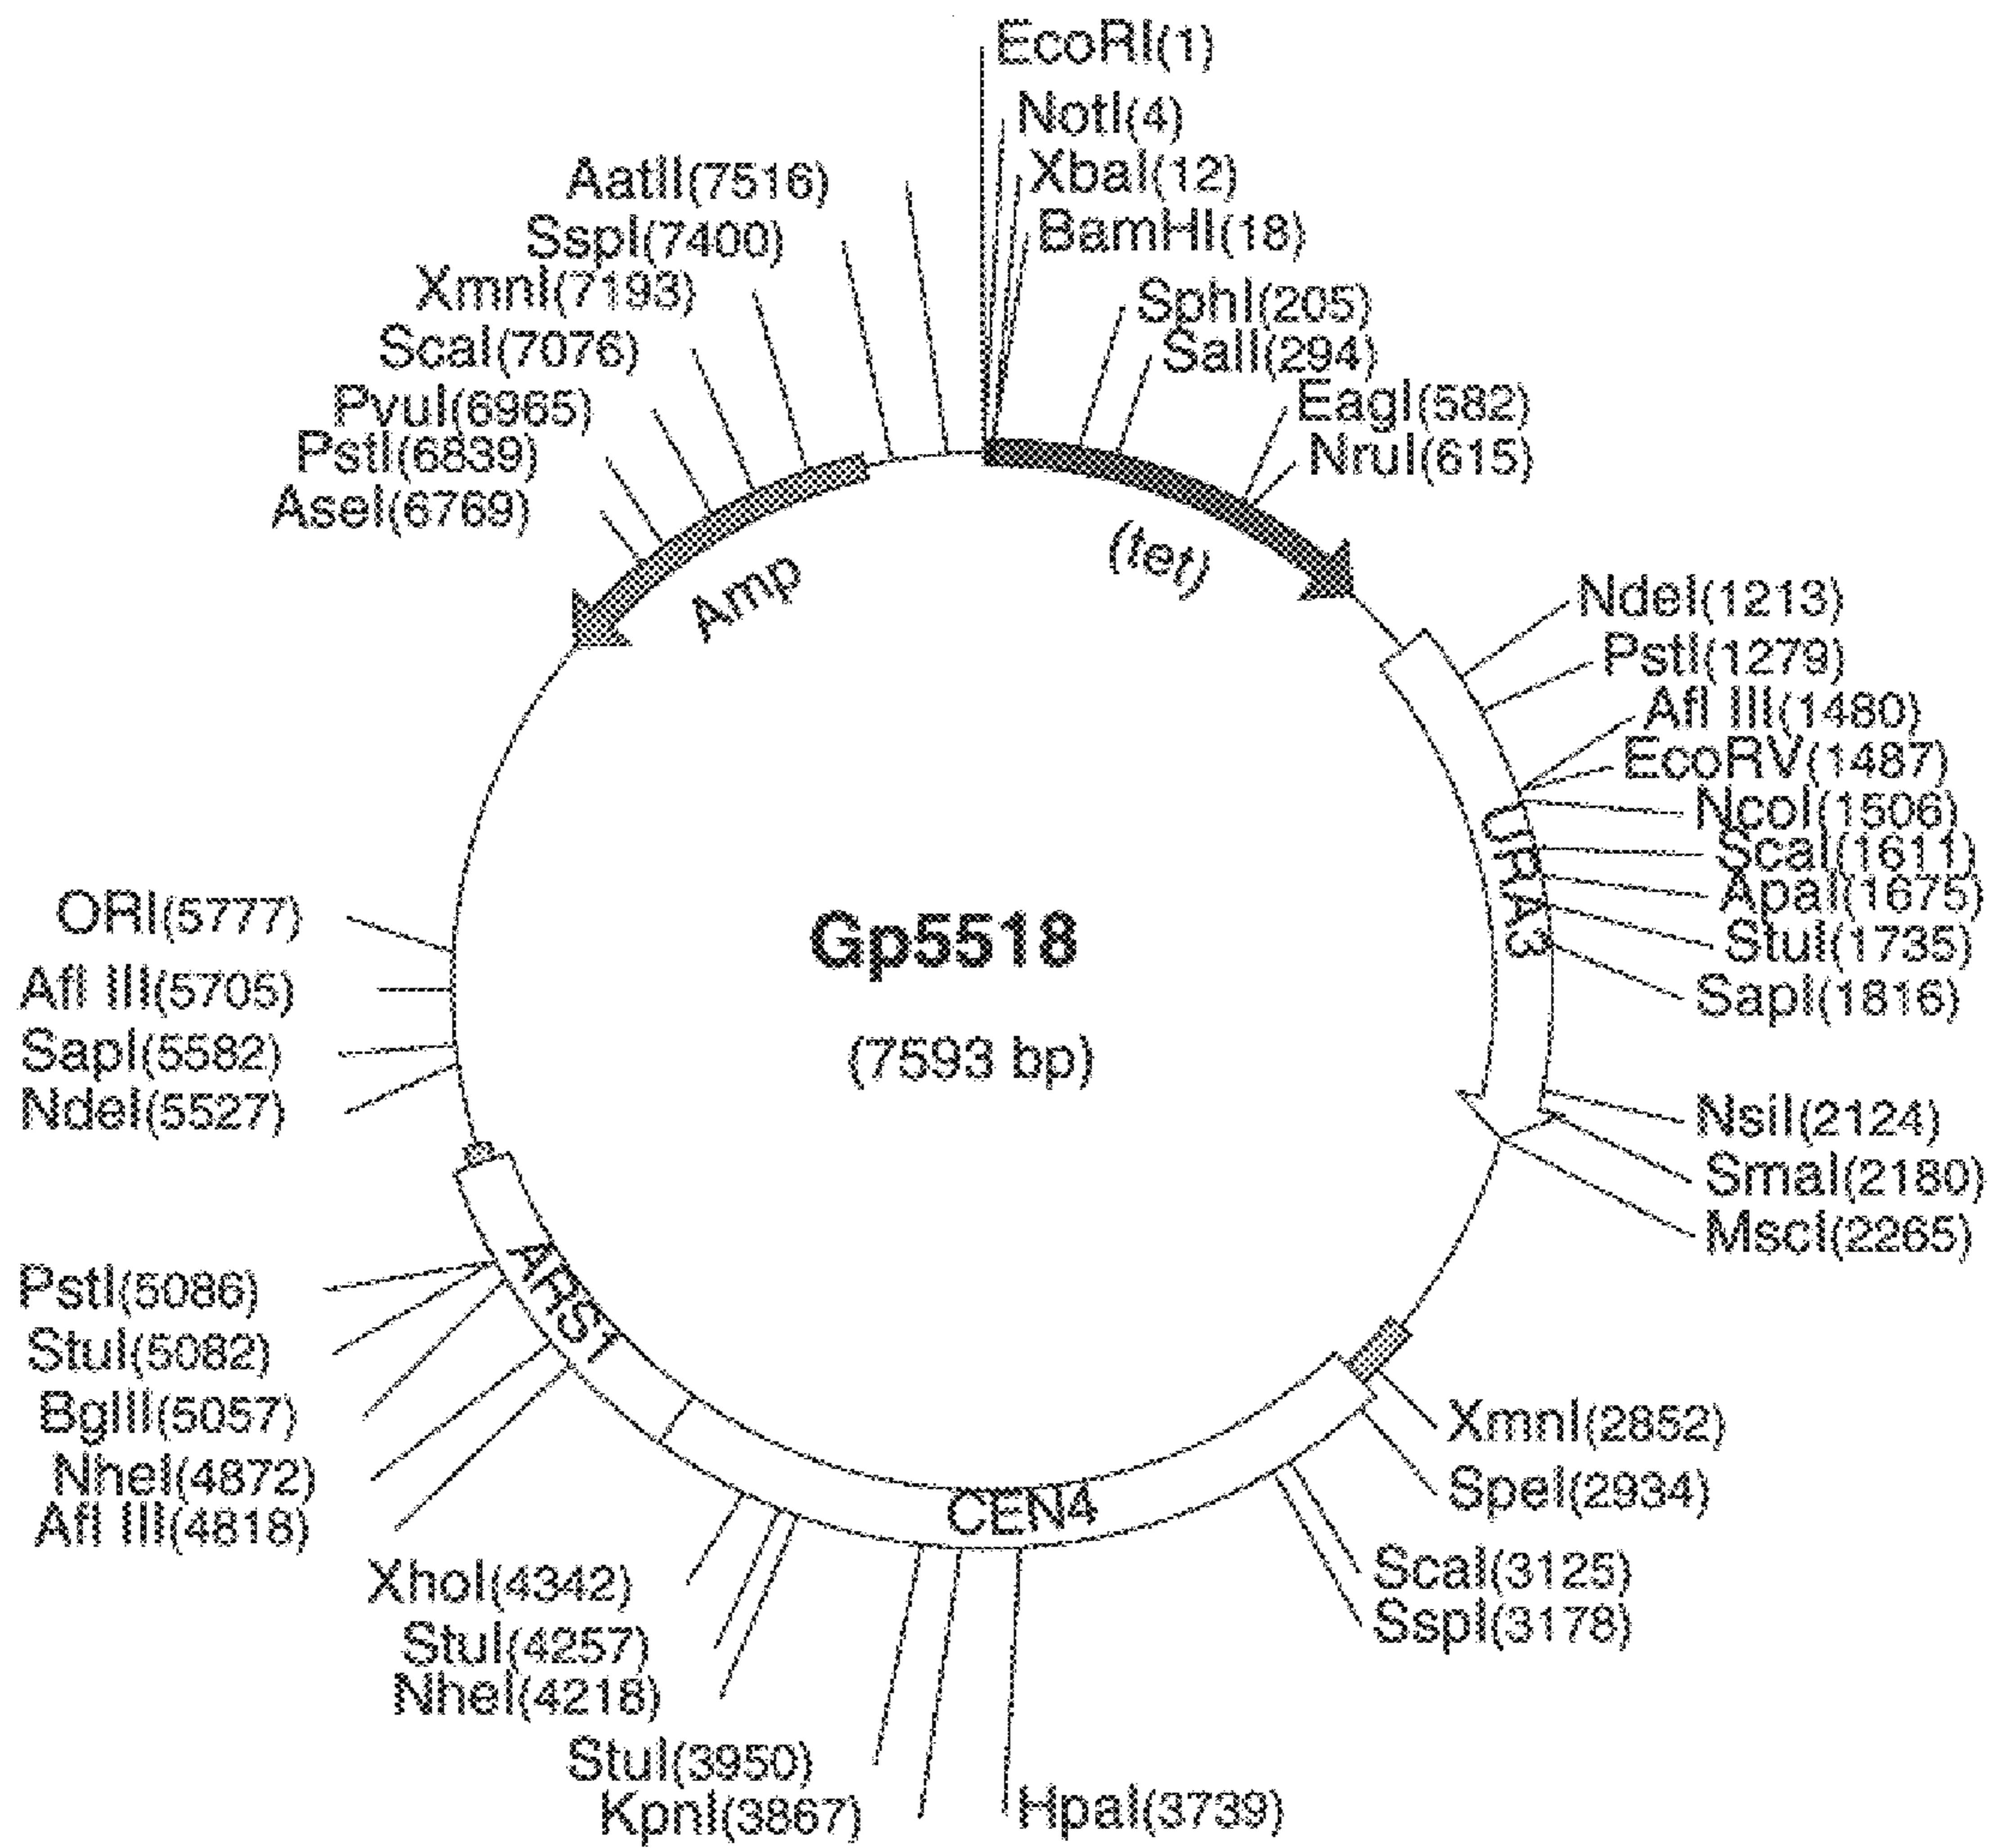 EcoRI(1)
NotI(4)
XbaI(12)
BamHI(18)
SphI(205)
SalI(294)
EagI(582)
NruI(615)
(tet)
NdeI(1213)
PstI(1279)
Afl III(1480)
EcoRV(1487)
NcoI(1506)
ScaI(1611)
ApaI(1675)
StuI(1735)
SapI(1816)
URA3
NsiI(2124)
SmaI(2180)
MscI(2265)
XmnI(2852)
SpeI(2934)
ScaI(3125)
SspI(3178)
HpaI(3739)
CEN4
KpnI(3867)
StuI(3950)
NheI(4218)
StuI(4257)
XhoI(4342)
Afl III(4818)
NheI(4872)
BglII(5057)
StuI(5082)
PstI(5086)
ARS1
NdeI(5527)
SapI(5582)
Afl III(5705)
ORI(5777)
AseI(6769)
PstI(6839)
PvuI(6965)
ScaI(7076)
XmnI(7193)
SspI(7400)
AatII(7516)
Amp
Gp5518
(7593 bp)